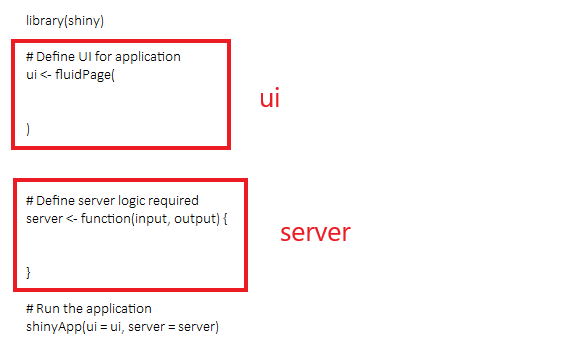 library(shiny)
# Define UI for application
ui <- fluidPage(
ui
)
# Define server logic required
server <- function(input, output) {
server
}
# Run the application
shinyApp(ui = ui, server = server)